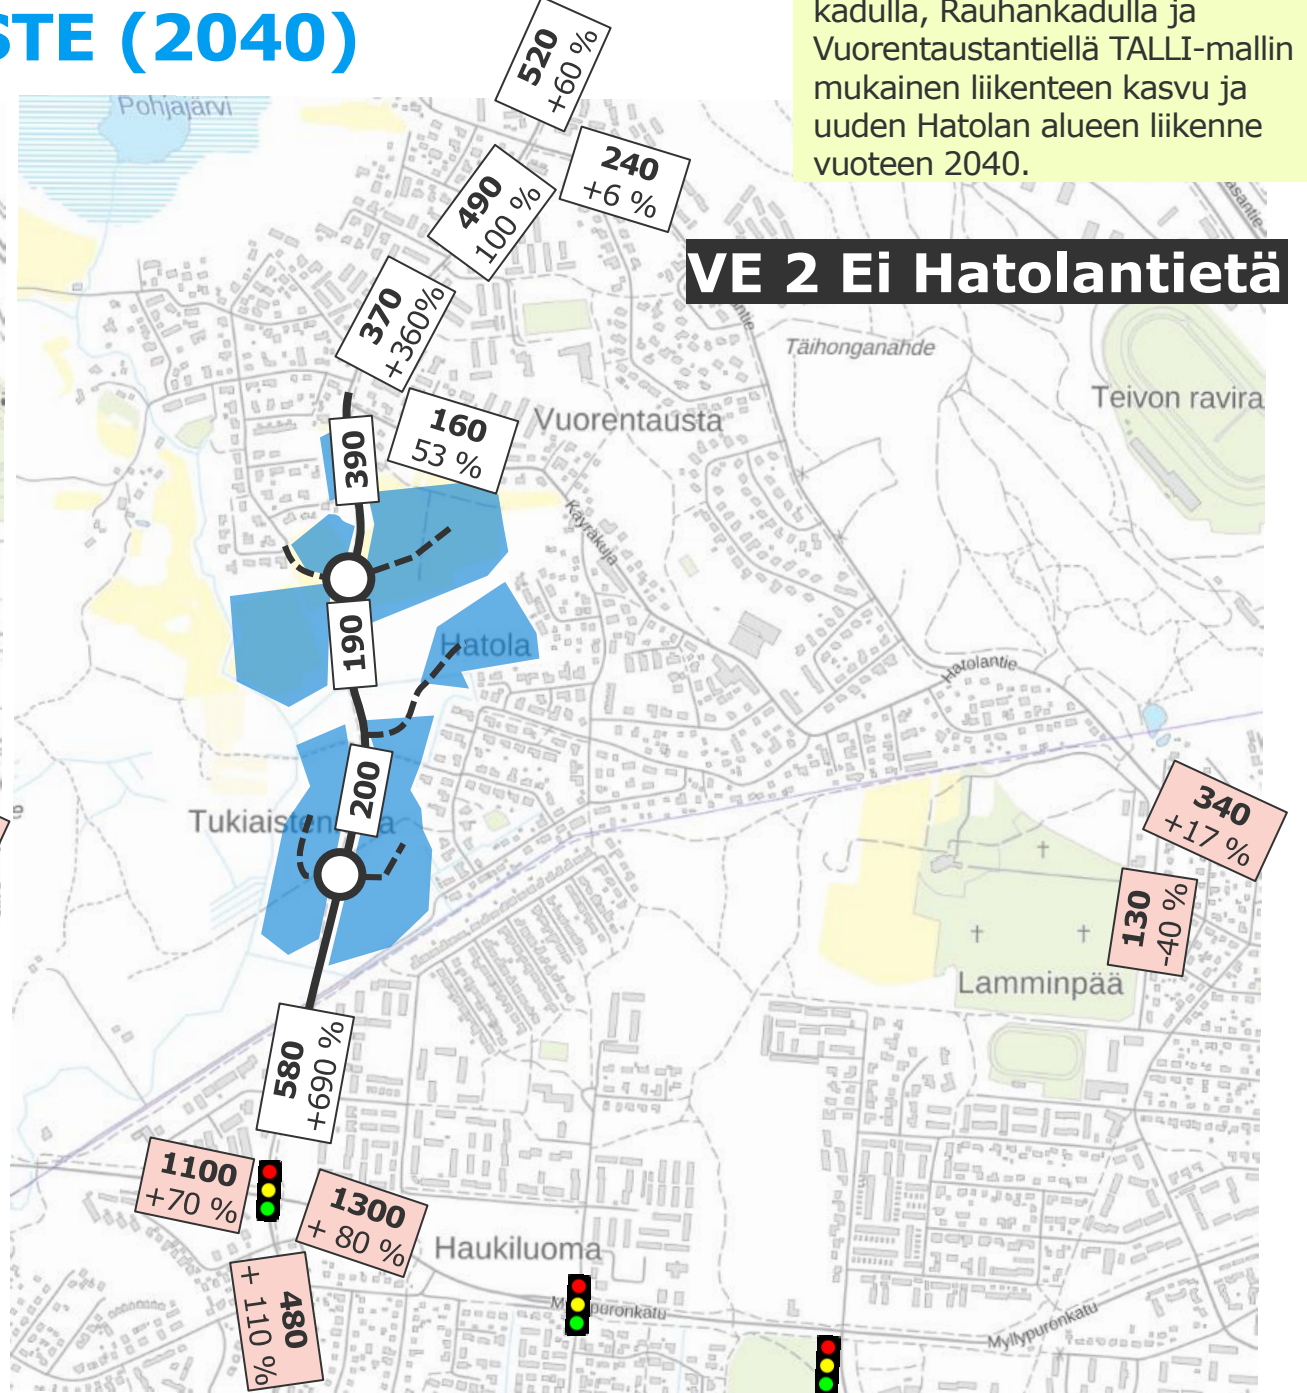 STE (2040)
kadulla, Rauhankadulla ja
Vuorentaustantiellä TALLI-mallin
mukainen liikenteen kasvu ja
uuden Hatolan alueen liikenne
vuoteen 2040.
VE 2 Ei Hatolantietä
Pohjajärvi
520
+60 %
240
+6 %
490
100 %
370
+360%
Täihonganahde
Teivon ravira
160
53 %
Vuorentausta
390
Käyräkuja
190
Hatola
Hatolantie
200
340
+17 %
130
-40 %
Lamminpää
580
+690 %
1100
+70 %
1300
+ 80 %
Haukiluoma
480
+ 110 %
Myllypuronkatu